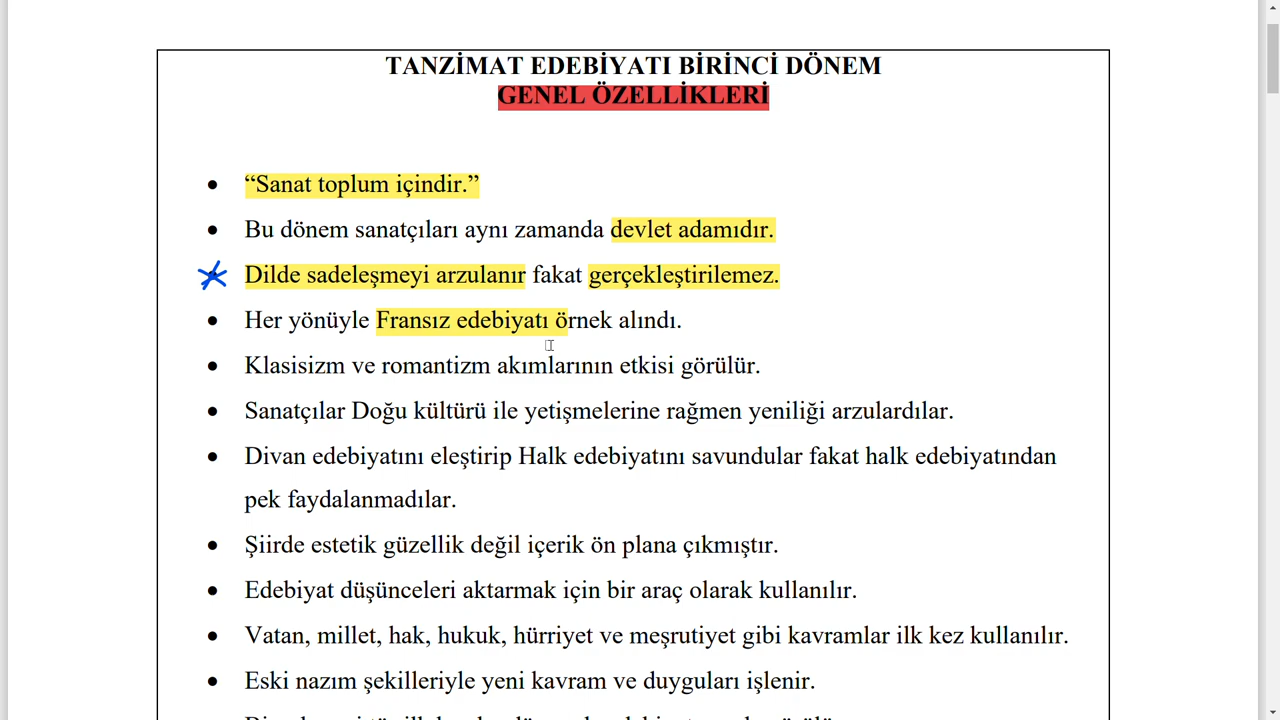 TANZİMAT EDEBİYATI BİRİNCİ DÖNEM
GENEL ÖZELLİKLERİ
“Sanat toplum içindir.”
Bu dönem sanatçıları aynı zamanda devlet adamıdır.
Dilde sadeleşmeyi arzulanır fakat gerçekleştirilemez.
Her yönüyle Fransız edebiyatı örnek alındı.
Klasisizm ve romantizm akımlarının etkisi görülür.
Sanatçılar Doğu kültürü ile yetişmelerine rağmen yeniliği arzulardılar.
Divan edebiyatını eleştirip Halk edebiyatını savundular fakat halk edebiyatından
pek faydalanmadılar.
Şiirde estetik güzellik değil içerik ön plana çıkmıştır.
Edebiyat düşünceleri aktarmak için bir araç olarak kullanılır.
Vatan, millet, hak, hukuk, hürriyet ve meşrutiyet gibi kavramlar ilk kez kullanılır.
Eski nazım şekilleriyle yeni kavram ve duyguları işlenir.